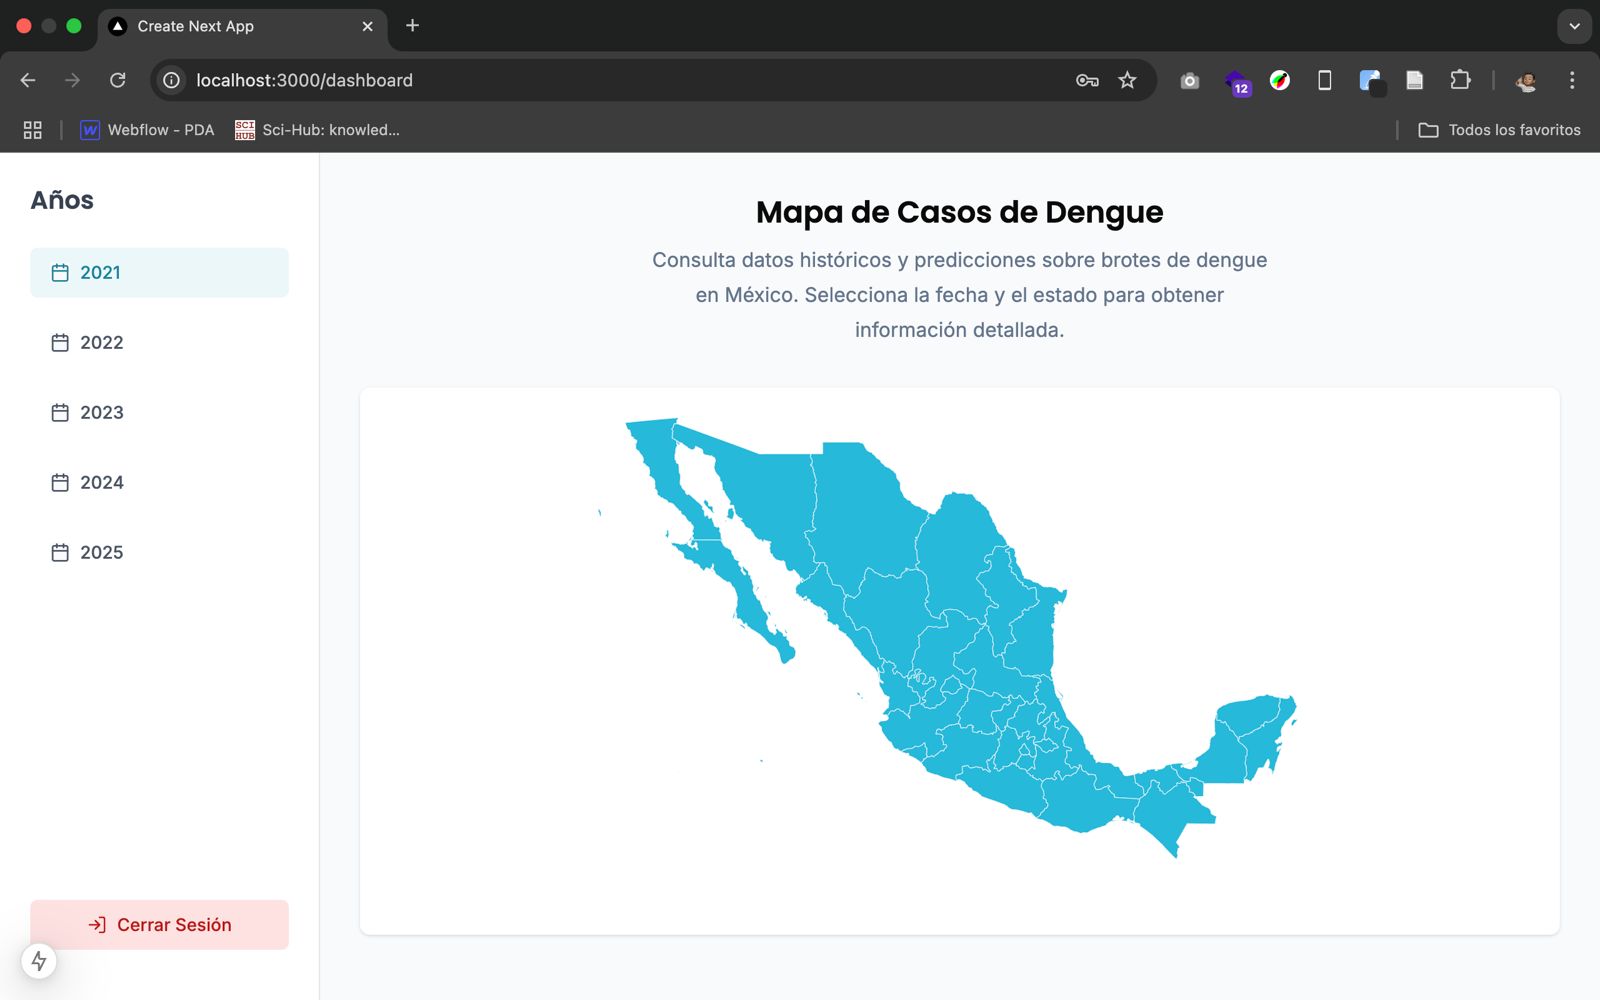 Create Next App
localhost:3000/dashboard
12
Webflow - PDA
SCI
HUB
Sci-Hub: knowled...
Todos los favoritos
Años
2021
2022
2023
2024
2025
Cerrar Sesión
Mapa de Casos de Dengue
Consulta datos históricos y predicciones sobre brotes de dengue
en México. Selecciona la fecha y el estado para obtener
información detallada.